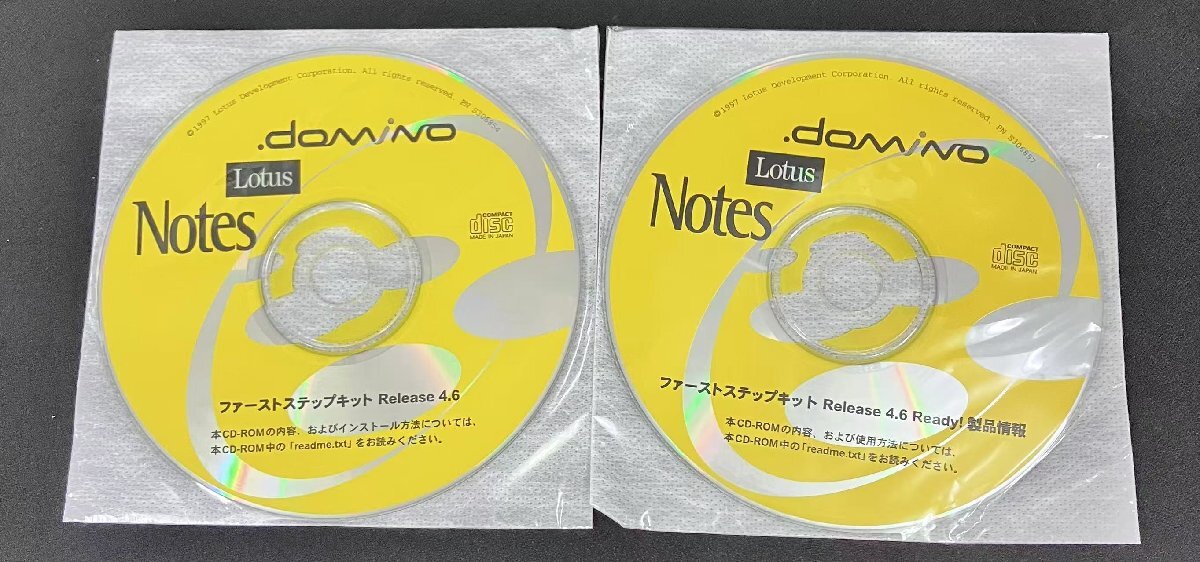 ©1997 Lotus Development Corporation. All rights reserved. PN
.domino
Lotus
Notes
COMPACT
disc
MADE IN JAPAN
ファーストステップキット Release 4.6
本CD-ROMの内容、およびインストール方法については、
本CD-ROM中の「readme.txt」をお読みください。
©1997 Lotus Development Corporation. All rights reserved. PN
.domino
Lotus
Notes
COMPACT
disc
MADE IN JAPAN
ファーストステップキット Release 4.6 Ready! 製品情報
本CD-ROMの内容、および使用方法については、
本CD-ROM中の「readme.txt」をお読みください。